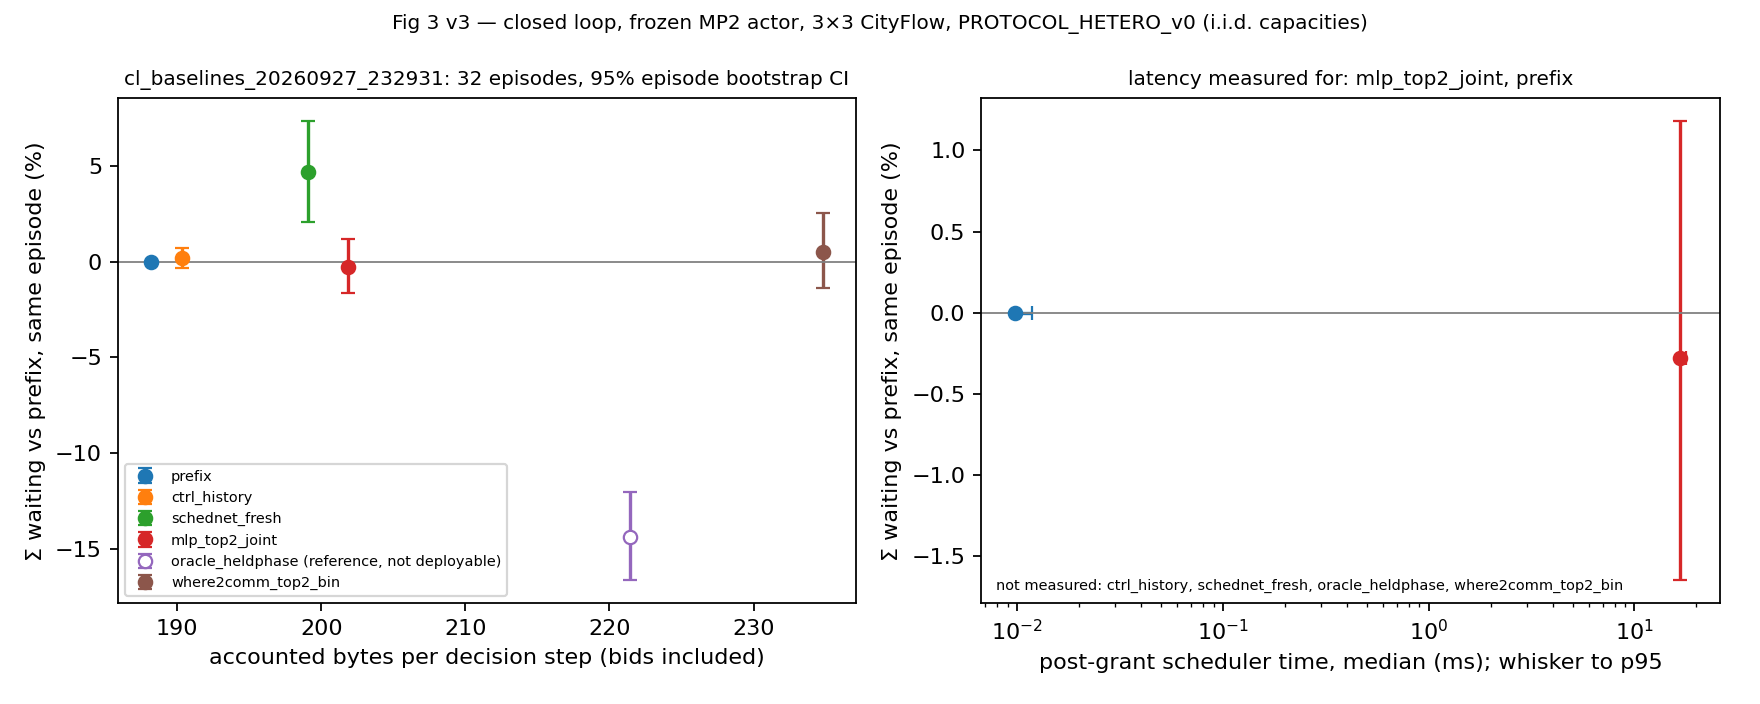 Fig 3 v3 — closed loop, frozen MP2 actor, 3×3 CityFlow, PROTOCOL_HETERO_v0 (i.i.d. capacities)
cl_baselines_20260927_232931: 32 episodes, 95% episode bootstrap CI
Σ waiting vs prefix, same episode (%)
5
0
−5
−10
−15
prefix
ctrl_history
schednet_fresh
mlp_top2_joint
oracle_heldphase (reference, not deployable)
where2comm_top2_bin
190
200
210
220
230
accounted bytes per decision step (bids included)
latency measured for: mlp_top2_joint, prefix
Σ waiting vs prefix, same episode (%)
1.0
0.5
0.0
−0.5
−1.0
−1.5
not measured: ctrl_history, schednet_fresh, oracle_heldphase, where2comm_top2_bin
10⁻²
10⁻¹
10⁰
10¹
post-grant scheduler time, median (ms); whisker to p95